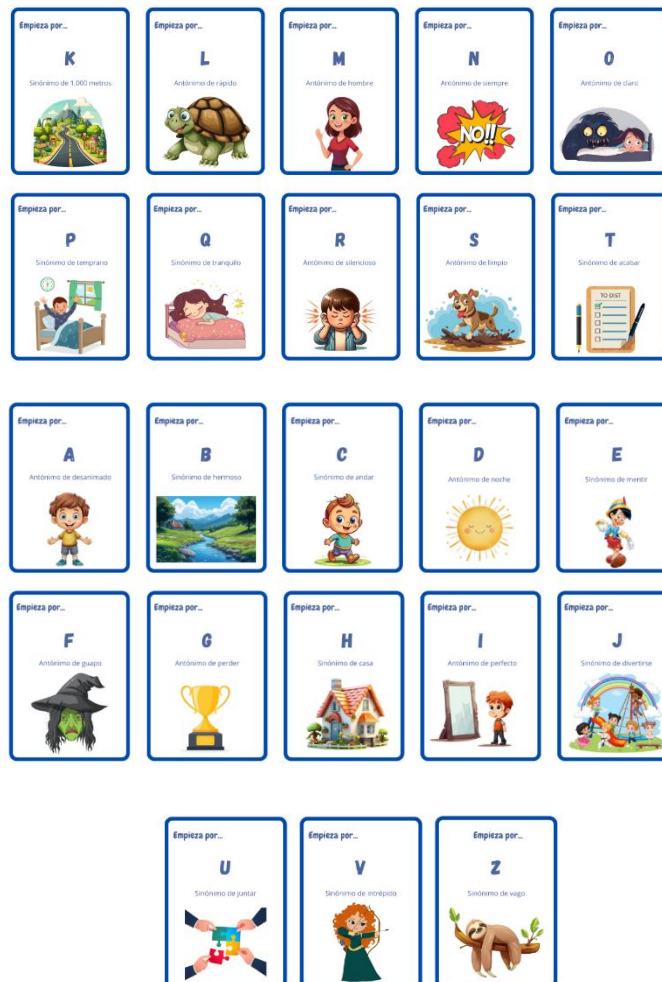 Empieza por...
K
Sinónimo de 1.000 metros
Empieza por...
L
Antónimo de rápido
Empieza por...
M
Antónimo de hombre
Empieza por...
N
Antónimo de siempre
NO!!
Empieza por...
O
Antónimo de claro
Empieza por...
P
Sinónimo de temprano
Empieza por...
Q
Sinónimo de tranquilo
Empieza por...
R
Antónimo de silencioso
Empieza por...
S
Antónimo de limpio
Empieza por...
T
Sinónimo de acabar
TO DIST
Empieza por...
A
Antónimo de desanimado
Empieza por...
B
Sinónimo de hermoso
Empieza por...
C
Sinónimo de andar
Empieza por...
D
Antónimo de noche
Empieza por...
E
Sinónimo de mentir
Empieza por...
F
Antónimo de guapo
Empieza por...
G
Antónimo de perder
Empieza por...
H
Sinónimo de casa
Empieza por...
I
Antónimo de perfecto
Empieza por...
J
Sinónimo de divertirse
Empieza por...
U
Sinónimo de juntar
Empieza por...
V
Sinónimo de intrépido
Empieza por...
Z
Sinónimo de vago